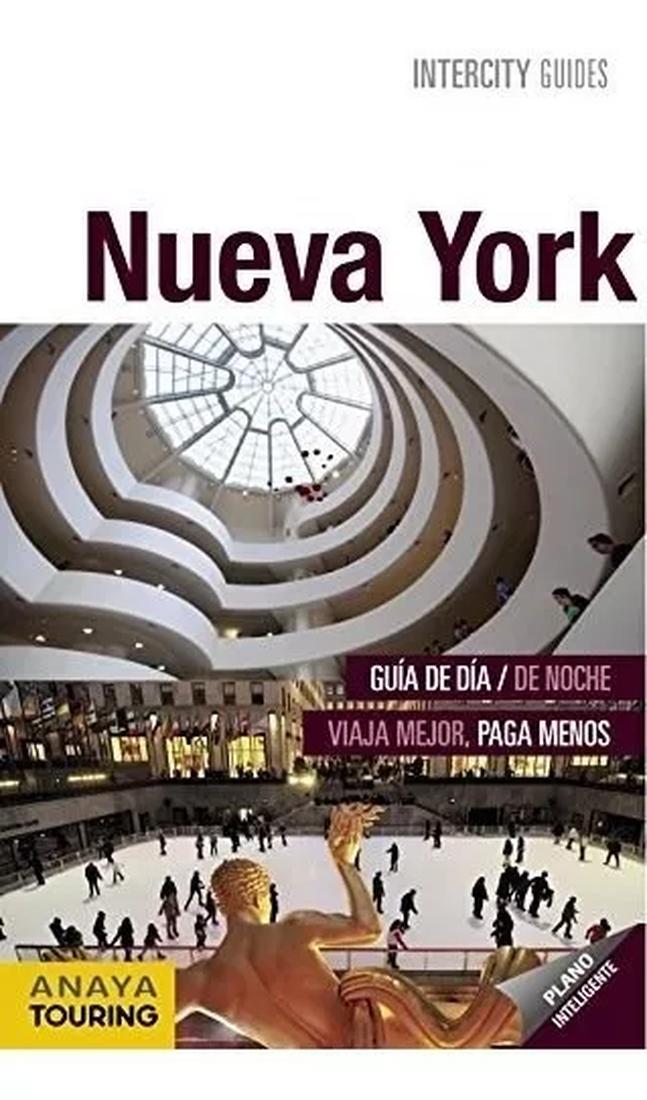 INTERCITY GUIDES
Nueva York
GUÍA DE DÍA / DE NOCHE
VIAJA MEJOR, PAGA MENOS
PLANO
INTELIGENTE
ANAYA
TOURING